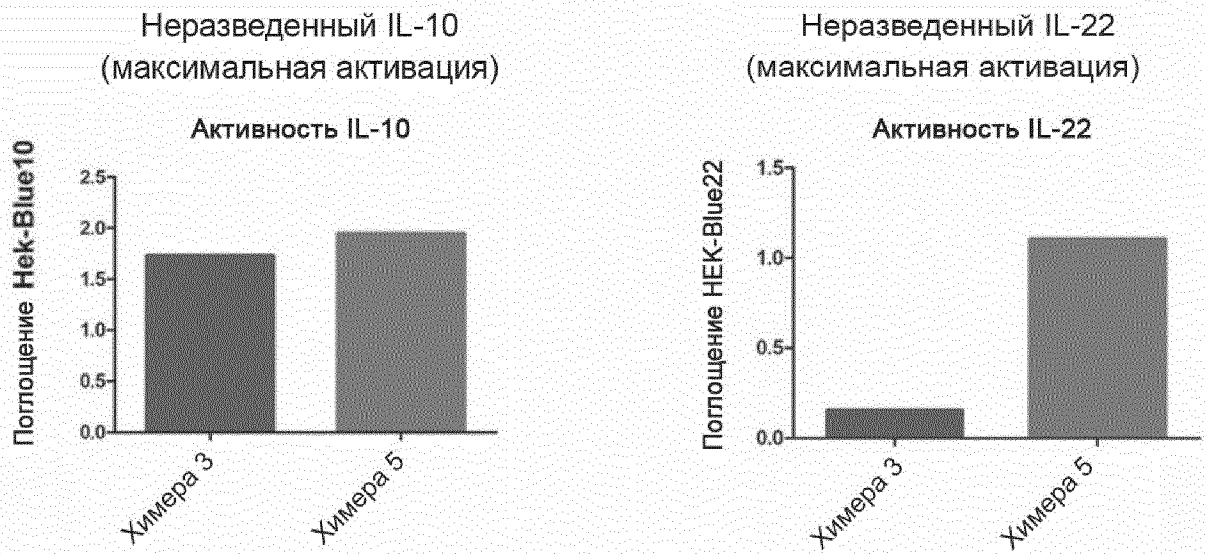 Неразведенный IL-10
(максимальная активация)
Активность IL-10
Поглощение Hek-Blue10
2.5
2.0
1.5
1.0
0.5
0.0
Химера 3
Химера 5
Неразведенный IL-22
(максимальная активация)
Активность IL-22
Поглощение HEK-Blue22
1.5
1.0
0.5
0.0
Химера 3
Химера 5